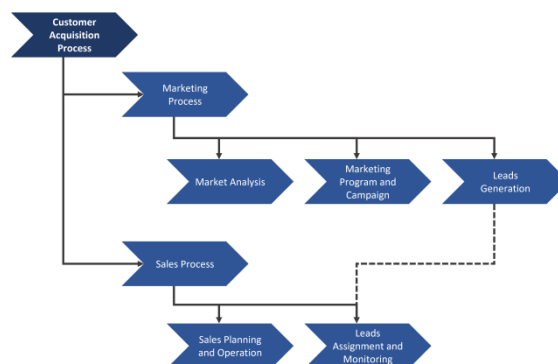 Customer
Acquisition
Process
Marketing
Process
Market Analysis
Marketing
Program and
Campaign
Leads
Generation
Sales Process
Sales Planning
and Operation
Leads
Assignment and
Monitoring